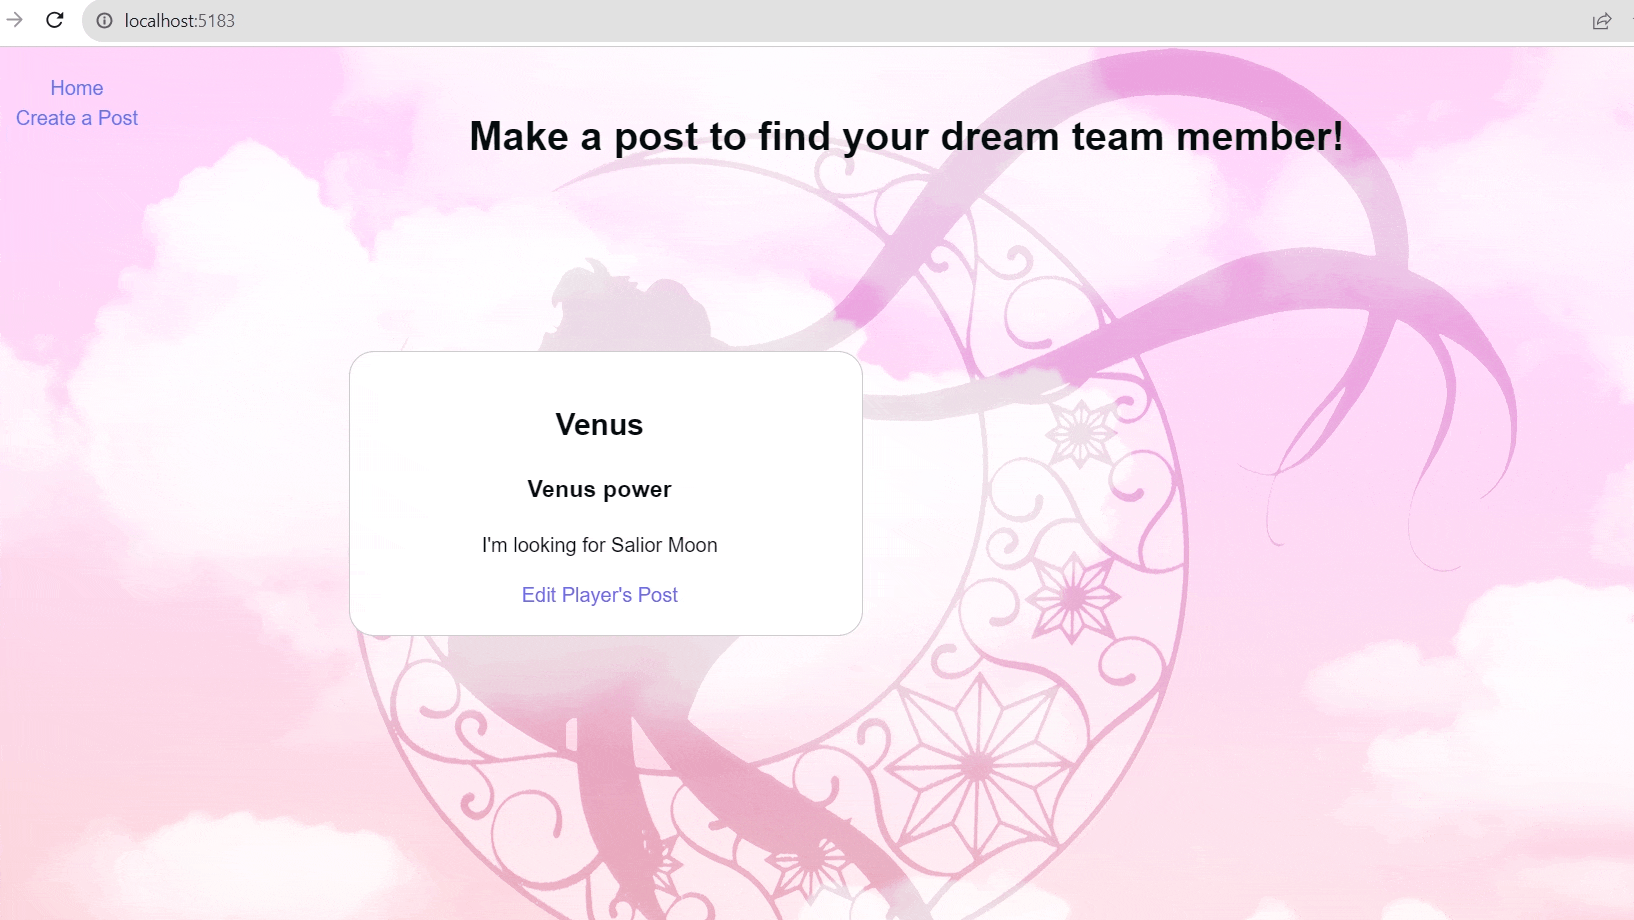 localhost:5183
Home
Create a Post
Make a post to find your dream team member!
Venus
Venus power
I'm looking for Salior Moon
Edit Player's Post